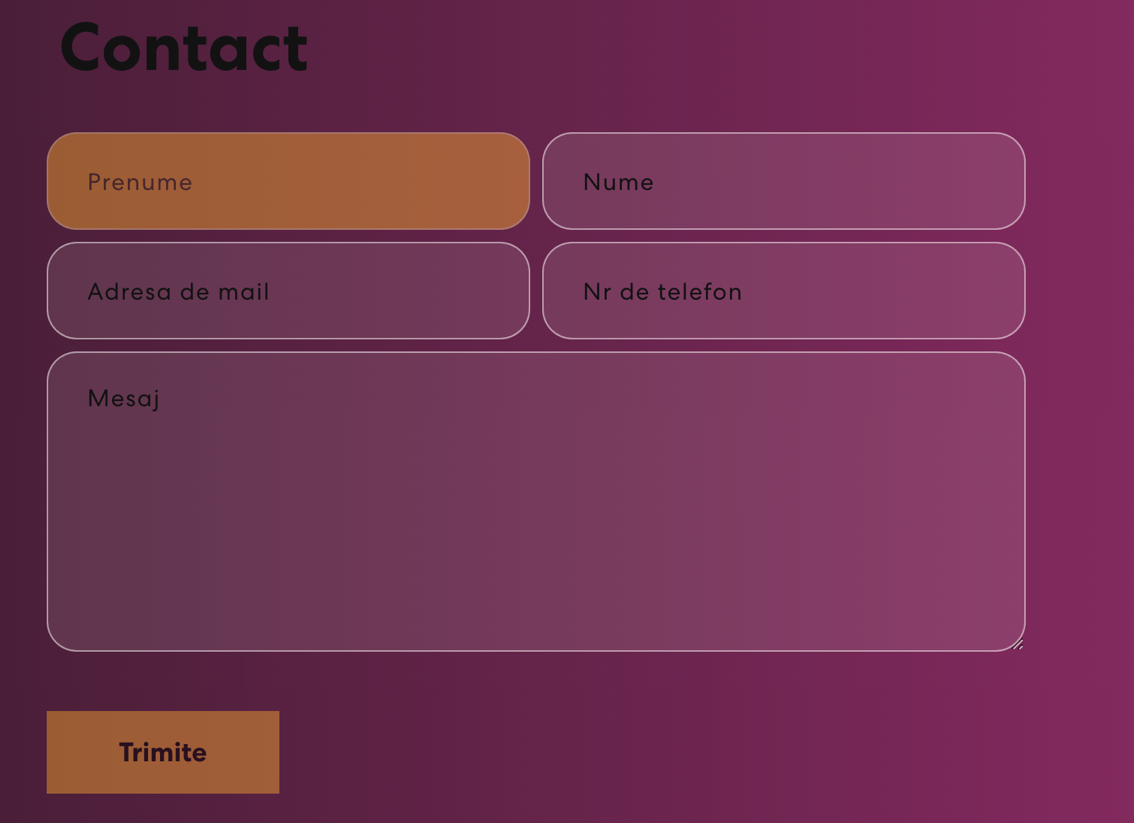 Contact
Prenume
Nume
Adresa de mail
Nr de telefon
Mesaj
Trimite